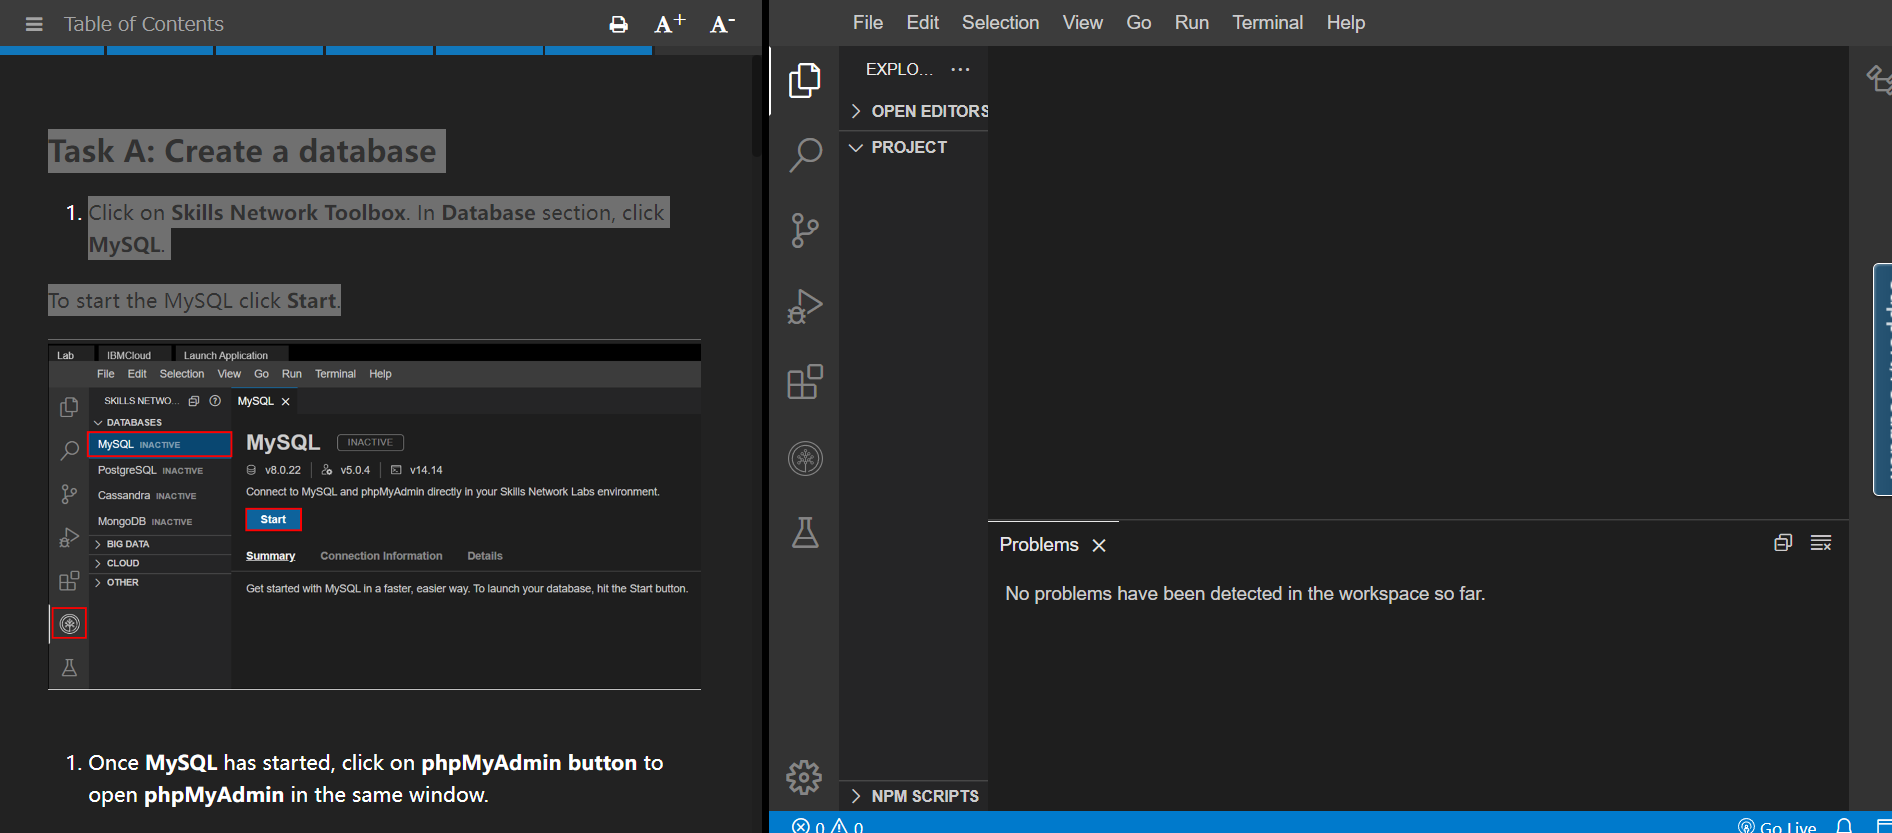 Table of Contents
A+ A-
Task A: Create a database
1. Click on Skills Network Toolbox. In Database section, click
MySQL.
To start the MySQL click Start.
Lab IBMCloud Launch Application
File Edit Selection View Go Run Terminal Help
SKILLS NETWO... MySQL
DATABASES
MySQL INACTIVE
PostgreSQL INACTIVE
Cassandra INACTIVE
MongoDB INACTIVE
BIG DATA
CLOUD
OTHER
MySQL INACTIVE
v8.0.22 v5.0.4 v14.14
Connect to MySQL and phpMyAdmin directly in your Skills Network Labs environment.
Start
Summary Connection Information Details
Get started with MySQL in a faster, easier way. To launch your database, hit the Start button.
1. Once MySQL has started, click on phpMyAdmin button to
open phpMyAdmin in the same window.
File Edit Selection View Go Run Terminal Help
EXPLO... ...
OPEN EDITORS
PROJECT
NPM SCRIPTS
Problems
No problems have been detected in the workspace so far.
0 0 Go Live